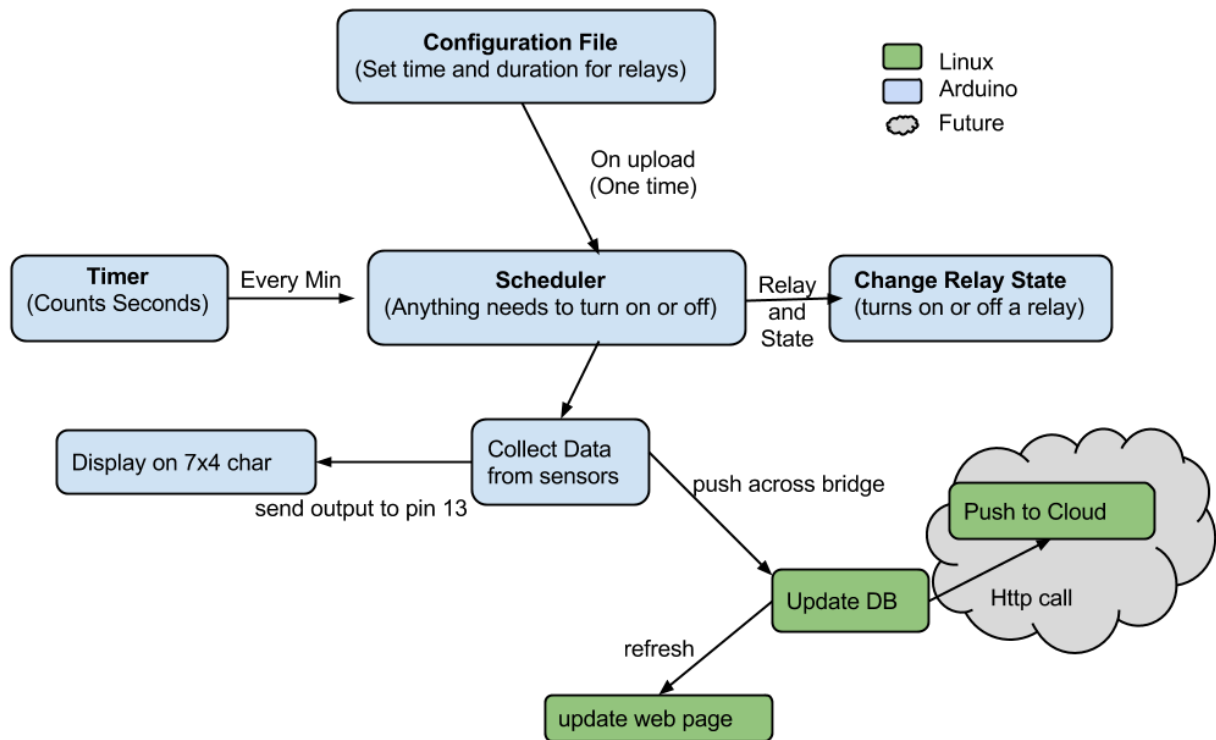 Configuration File
(Set time and duration for relays)
Linux
Arduino
Future
On upload
(One time)
Timer
(Counts Seconds)
Every Min
Scheduler
(Anything needs to turn on or off)
Relay
and
State
Change Relay State
(turns on or off a relay)
Display on 7x4 char
send output to pin 13
Collect Data
from sensors
push across bridge
Push to Cloud
Http call
Update DB
refresh
update web page